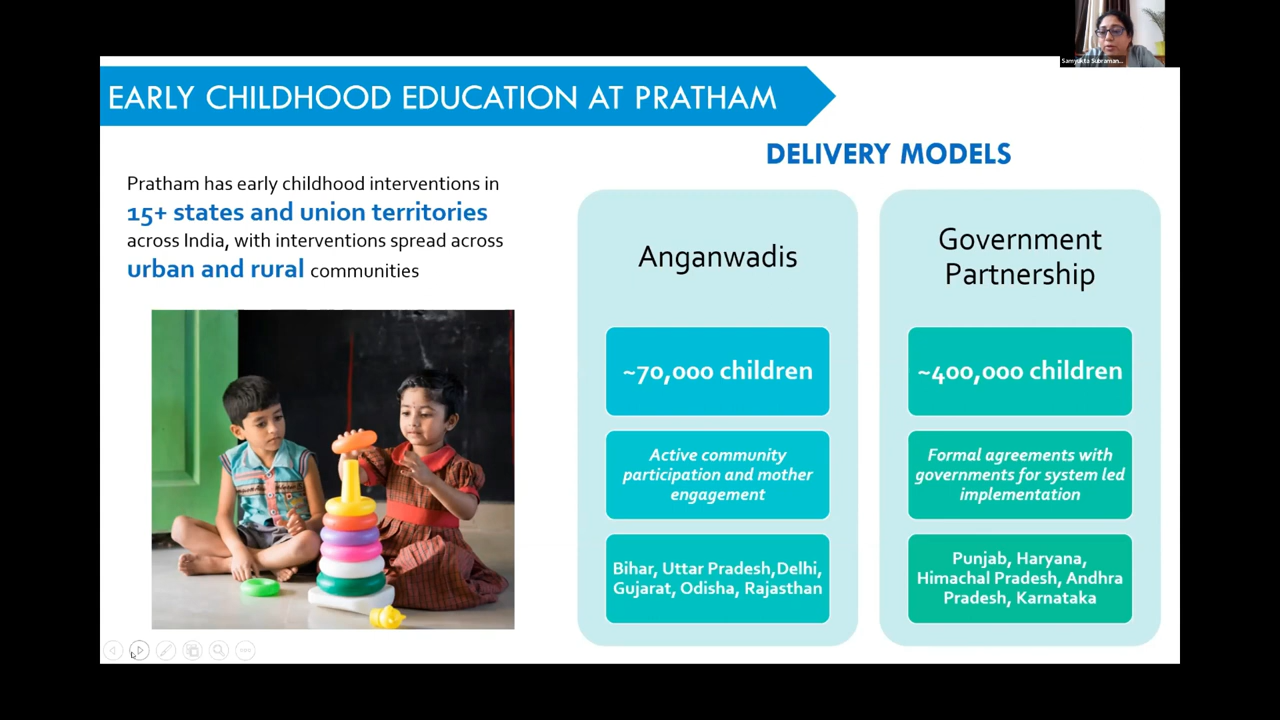 Samyukta Subraman...
EARLY CHILDHOOD EDUCATION AT PRATHAM
Pratham has early childhood interventions in
15+ states and union territories
across India, with interventions spread across
urban and rural communities
DELIVERY MODELS
Anganwadis
~70,000 children
Active community
participation and mother
engagement
Bihar, Uttar Pradesh,Delhi,
Gujarat, Odisha, Rajasthan
Government
Partnership
~400,000 children
Formal agreements with
governments for system led
implementation
Punjab, Haryana,
Himachal Pradesh, Andhra
Pradesh, Karnataka